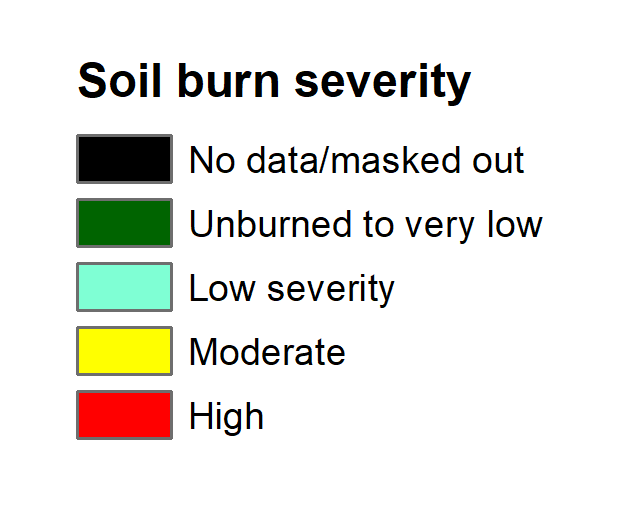 Soil burn severity
No data/masked out
Unburned to very low
Low severity
Moderate
High